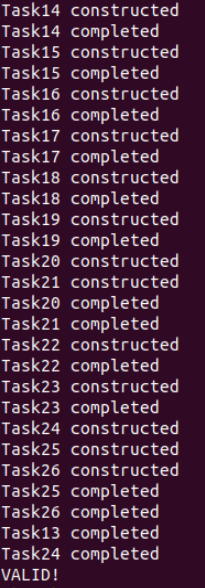 Task14 constructed
Task14 completed
Task15 constructed
Task15 completed
Task16 constructed
Task16 completed
Task17 constructed
Task17 completed
Task18 constructed
Task18 completed
Task19 constructed
Task19 completed
Task20 constructed
Task21 constructed
Task20 completed
Task21 completed
Task22 constructed
Task22 completed
Task23 constructed
Task23 completed
Task24 constructed
Task25 constructed
Task26 constructed
Task25 completed
Task26 completed
Task13 completed
Task24 completed
VALID!